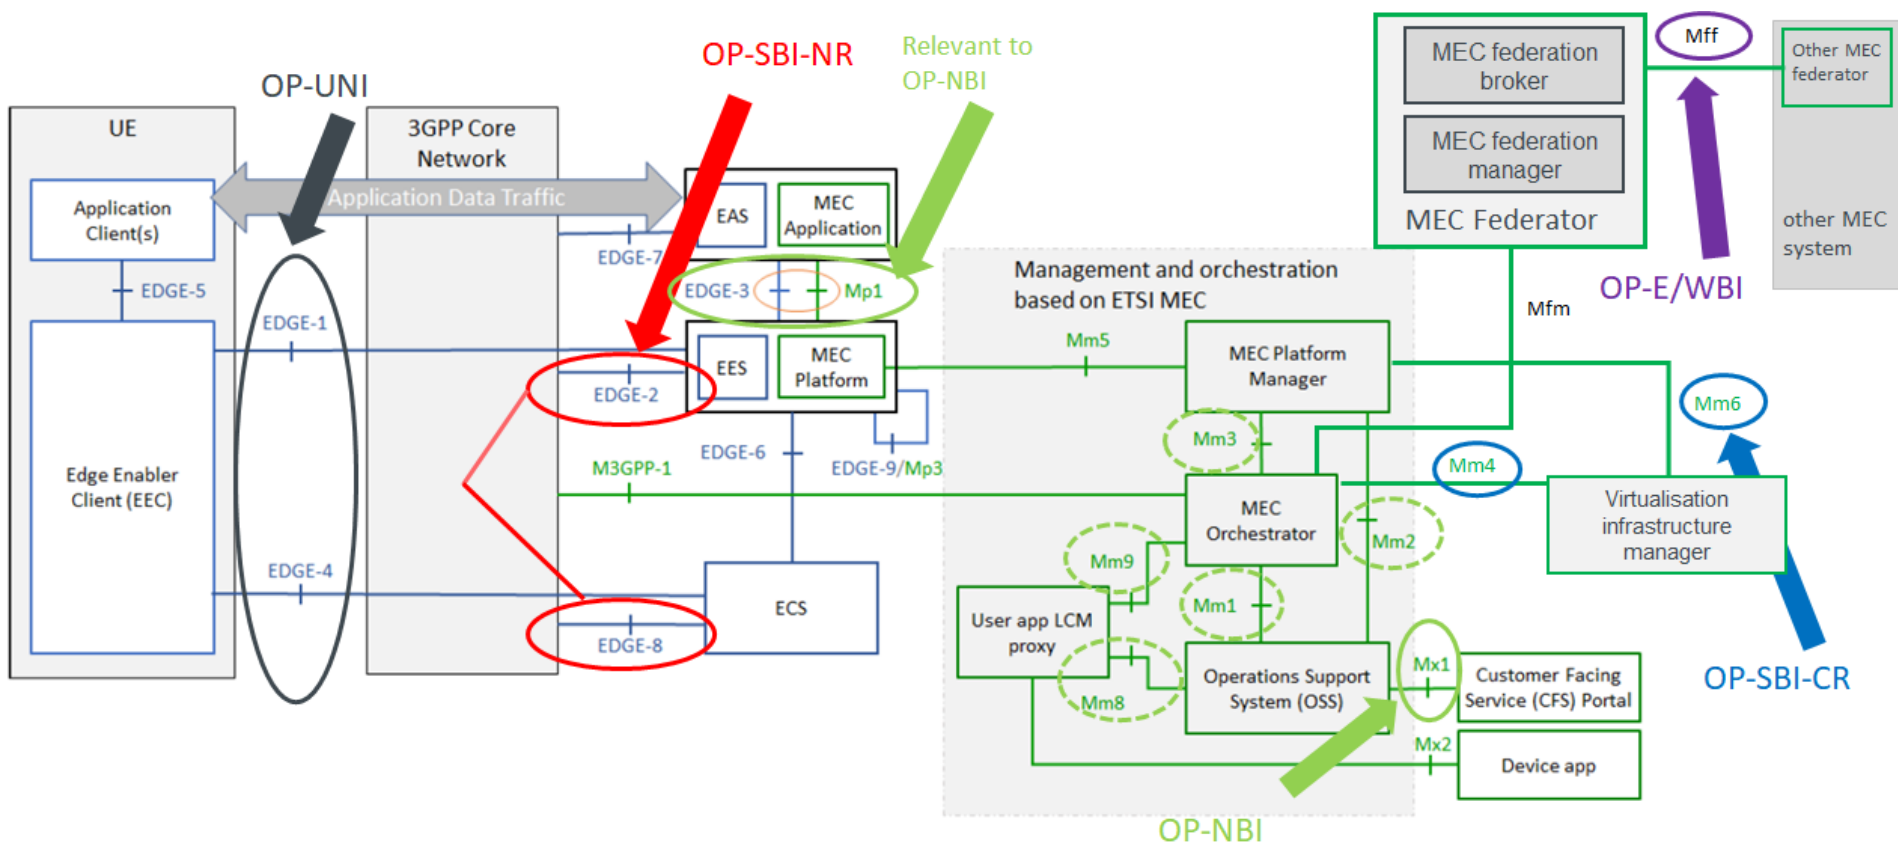 OP-UNI
OP-SBI-NR
Relevant to
OP-NBI
MEC federation
broker
MEC federation
manager
MEC Federator
Mff
Other MEC
federator
other MEC
system
OP-E/WBI
UE
3GPP Core
Network
Application Data Traffic
Application
Client(s)
EAS
MEC
Application
EDGE-7
EDGE-5
EDGE-3
Mp1
Management and orchestration
based on ETSI MEC
Mfm
EDGE-1
EES
MEC
Platform
EDGE-2
Mm5
MEC Platform
Manager
Mm6
Mm3
EDGE-6
EDGE-9/Mp3
M3GPP-1
Mm4
Edge Enabler
Client (EEC)
MEC
Orchestrator
Virtualisation
infrastructure
manager
Mm2
Mm9
EDGE-4
ECS
Mm1
User app LCM
proxy
EDGE-8
Mm8
Operations Support
System (OSS)
Mx1
Customer Facing
Service (CFS) Portal
OP-SBI-CR
Mx2
Device app
OP-NBI